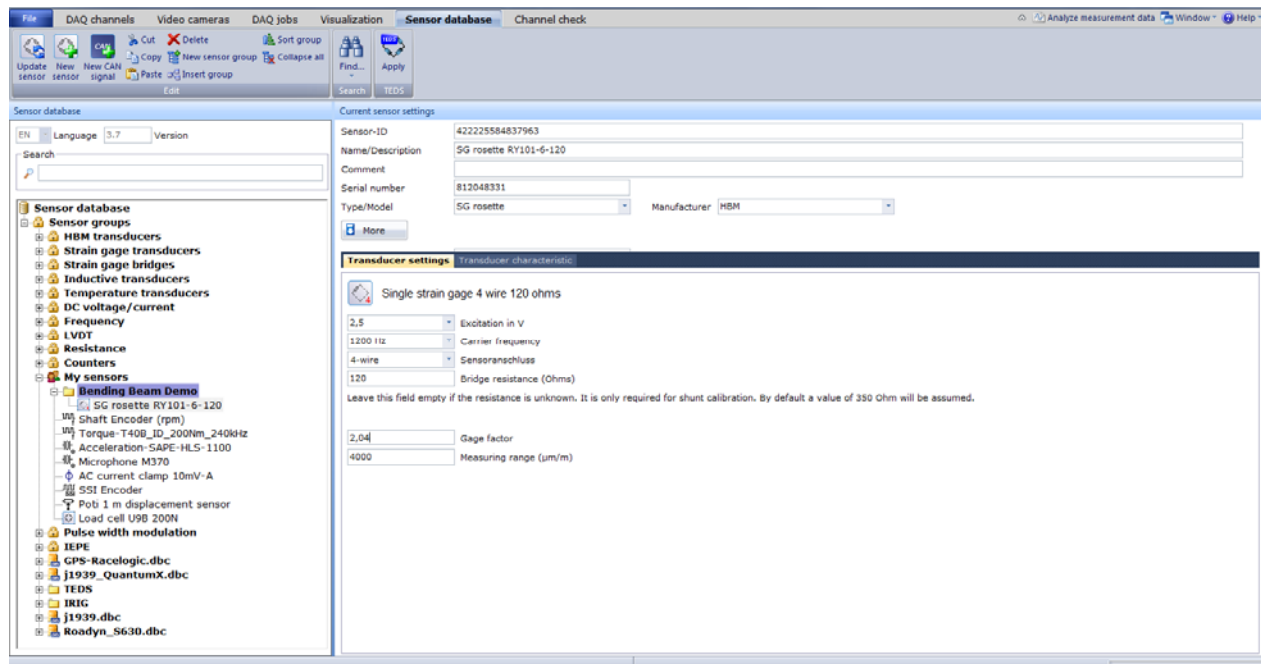 File DAQ channels Video cameras DAQ jobs Visualization Sensor database Channel check Analyze measurement data Window Help
Update sensor New sensor New CAN signal Cut Copy Paste Delete New sensor group Insert group Sort group Collapse all Find... Apply
Edit Search TEDS
Sensor database
EN Language 3.7 Version
Search
Sensor database
Sensor groups
HBM transducers
Strain gage transducers
Strain gage bridges
Inductive transducers
Temperature transducers
DC voltage/current
Frequency
LVDT
Resistance
Counters
My sensors
Bending Beam Demo
SG rosette RY101-6-120
Shaft Encoder (rpm)
Torque-T40B_ID_200Nm_240kHz
Acceleration-SAPE-HLS-1100
Microphone M370
AC current clamp 10mV-A
SSI Encoder
Poti 1 m displacement sensor
Load cell U9B 200N
Pulse width modulation
IEPE
GPS-Racelogic.dbc
j1939_QuantumX.dbc
TEDS
IRIG
j1939.dbc
Roadyn_S630.dbc
Current sensor settings
Sensor-ID 422225584837963
Name/Description SG rosette RY101-6-120
Comment
Serial number 812048331
Type/Model SG rosette Manufacturer HBM
More
Transducer settings Transducer characteristic
Single strain gage 4 wire 120 ohms
2,5 Excitation in V
1200 Hz Carrier frequency
4-wire Sensoranschluss
120 Bridge resistance (Ohms)
Leave this field empty if the resistance is unknown. It is only required for shunt calibration. By default a value of 350 Ohm will be assumed.
2,04 Gage factor
4000 Measuring range (µm/m)